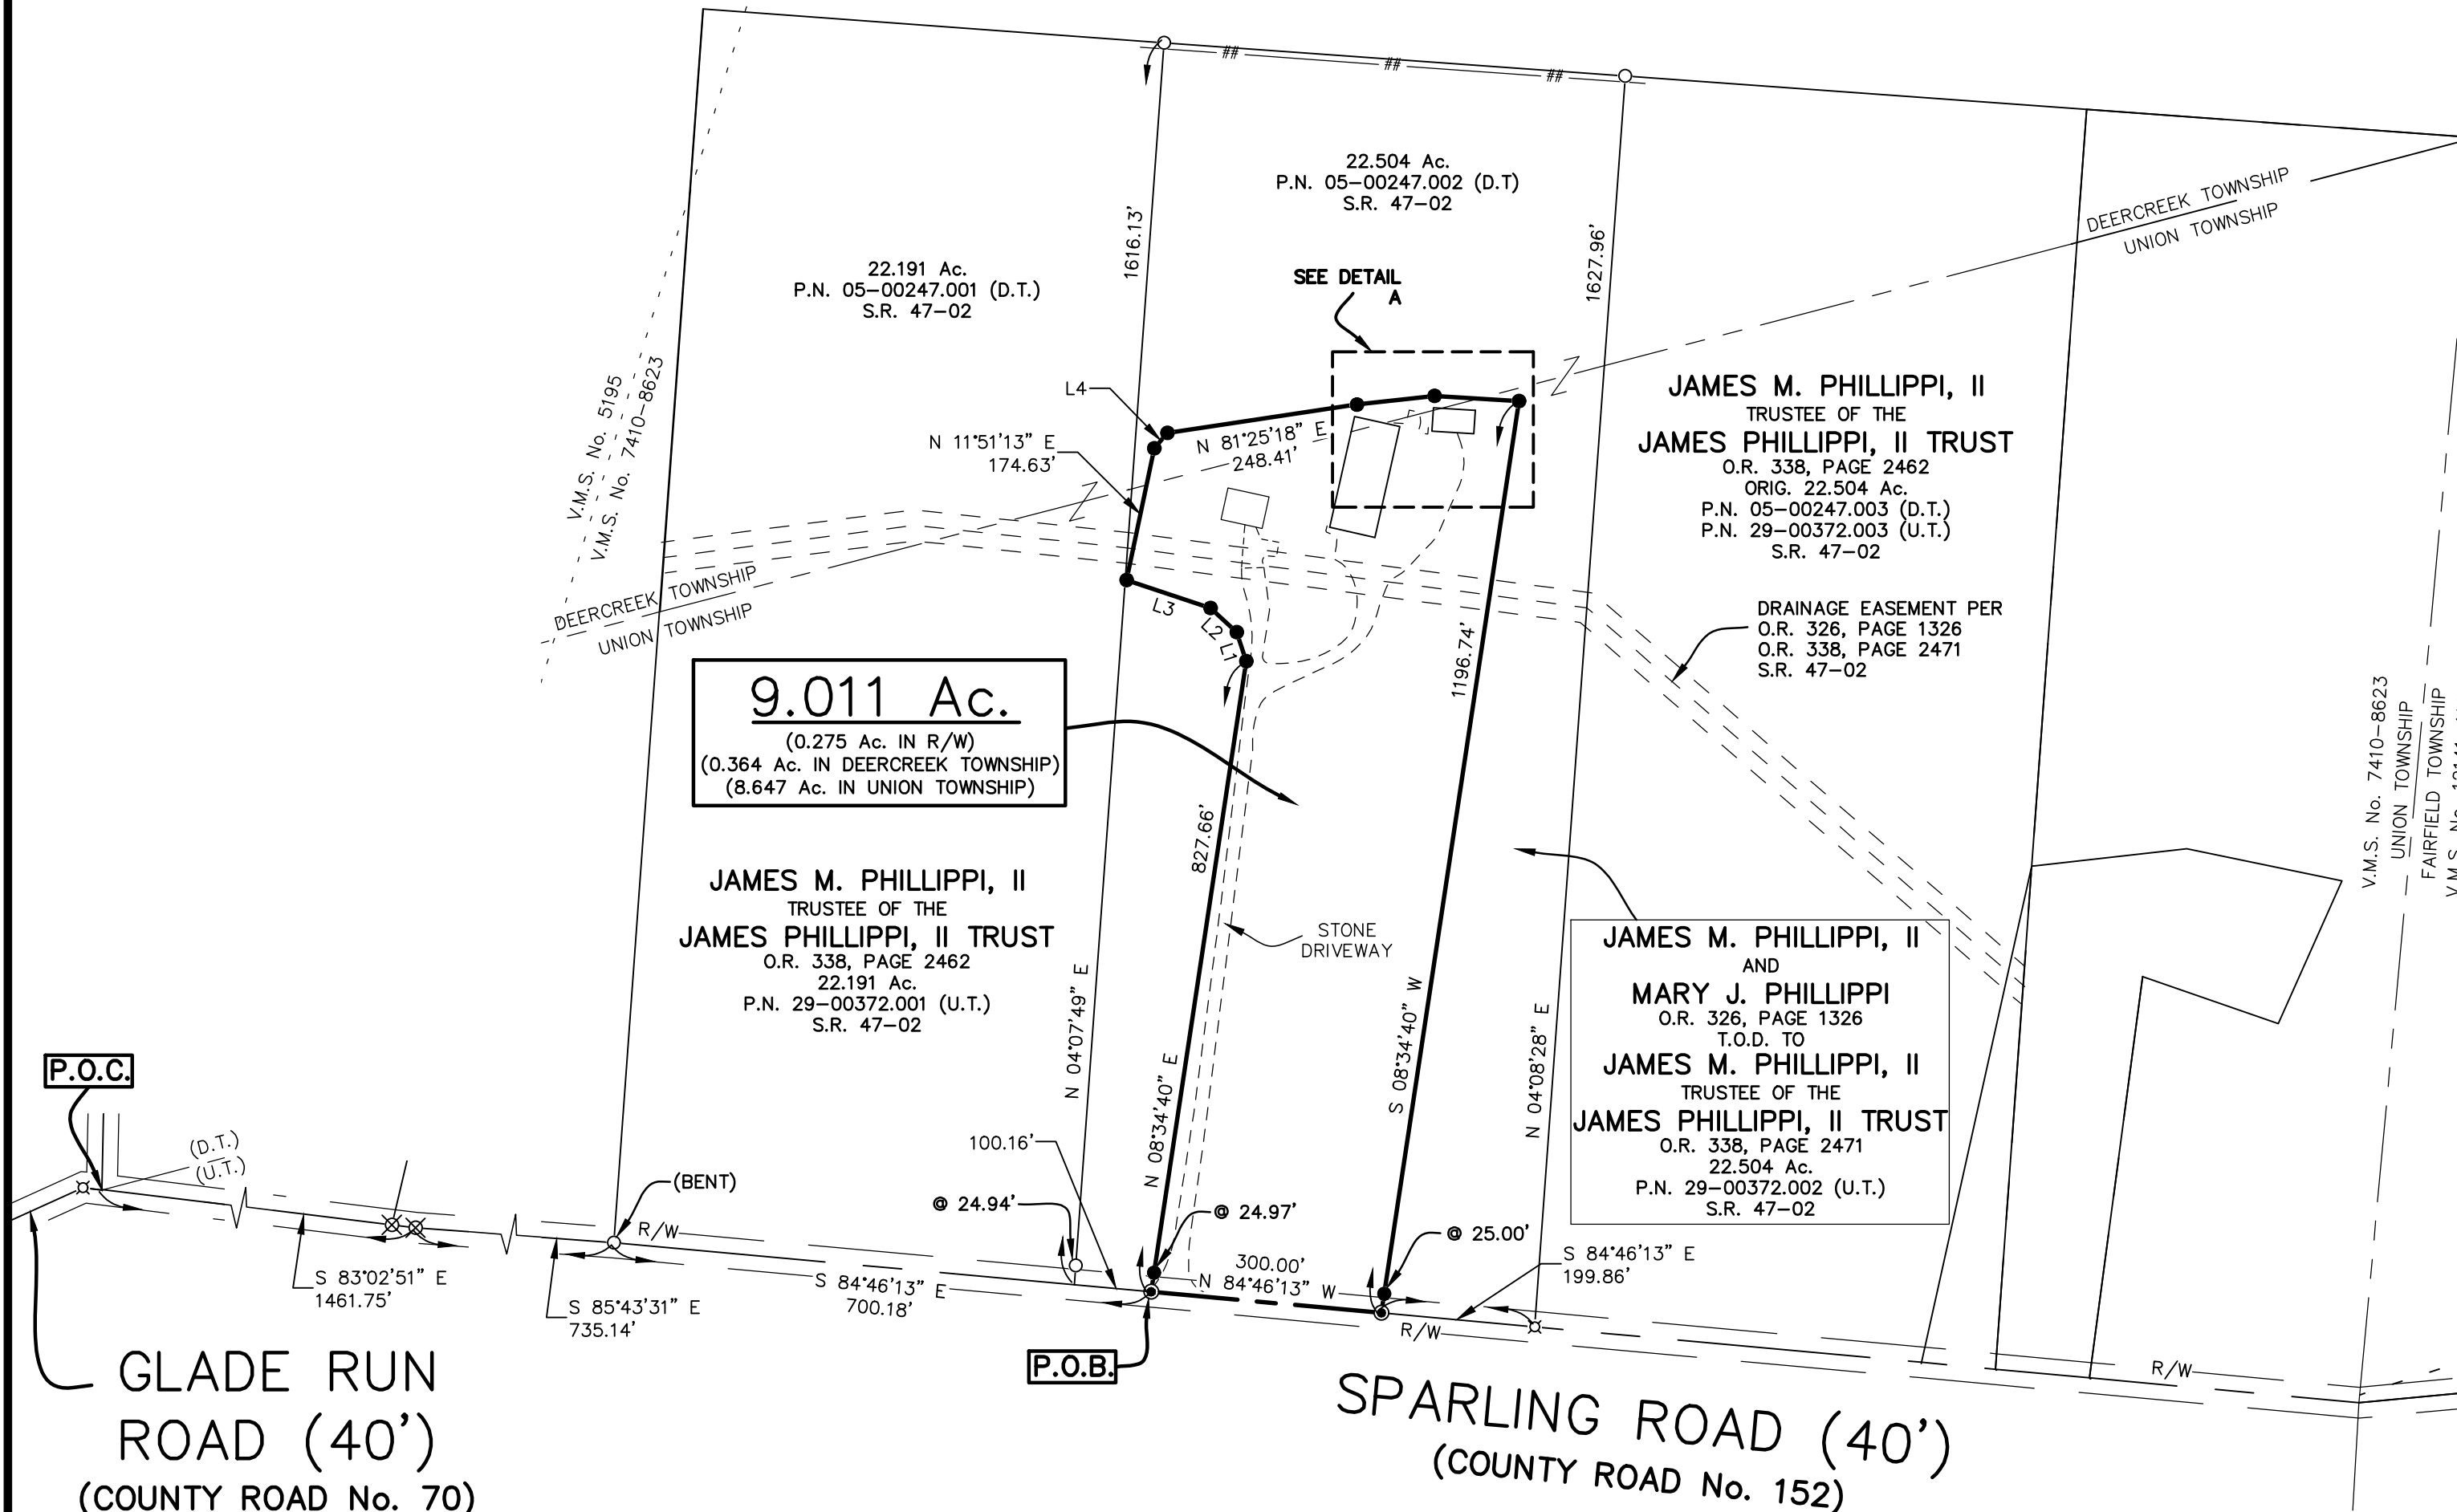 22.504 Ac.
P.N. 05-00247.002 (D.T)
S.R. 47-02
22.191 Ac.
P.N. 05-00247.001 (D.T.)
S.R. 47-02
##
##
##
1616.13'
1627.96'
SEE DETAIL
A
DEERCREEK TOWNSHIP
UNION TOWNSHIP
V.M.S. No. 5195
V.M.S. No. 7410-8623
L4
N 11°51'13" E
174.63'
N 81°25'18" E
248.41'
JAMES M. PHILLIPPI, II
TRUSTEE OF THE
JAMES PHILLIPPI, II TRUST
O.R. 338, PAGE 2462
ORIG. 22.504 Ac.
P.N. 05-00247.003 (D.T.)
P.N. 29-00372.003 (U.T.)
S.R. 47-02
DEERCREEK TOWNSHIP
UNION TOWNSHIP
L3
L2
L1
DRAINAGE EASEMENT PER
O.R. 326, PAGE 1326
O.R. 338, PAGE 2471
S.R. 47-02
9.011 Ac.
(0.275 Ac. IN R/W)
(0.364 Ac. IN DEERCREEK TOWNSHIP)
(8.647 Ac. IN UNION TOWNSHIP)
1196.74'
827.66'
V.M.S. No. 7410-8623
UNION TOWNSHIP
FAIRFIELD TOWNSHIP
V.M.S. No.
JAMES M. PHILLIPPI, II
TRUSTEE OF THE
JAMES PHILLIPPI, II TRUST
O.R. 338, PAGE 2462
22.191 Ac.
P.N. 29-00372.001 (U.T.)
S.R. 47-02
STONE
DRIVEWAY
JAMES M. PHILLIPPI, II
AND
MARY J. PHILLIPPI
O.R. 326, PAGE 1326
T.O.D. TO
JAMES M. PHILLIPPI, II
TRUSTEE OF THE
JAMES PHILLIPPI, II TRUST
O.R. 338, PAGE 2471
22.504 Ac.
P.N. 29-00372.002 (U.T.)
S.R. 47-02
N 04°07'49" E
N 08°34'40" E
S 08°34'40" W
N 04°08'28" E
P.O.C.
(D.T.)
(U.T.)
(BENT)
R/W
100.16'
@ 24.94'
@ 24.97'
@ 25.00'
300.00'
N 84°46'13" W
S 84°46'13" E
199.86'
S 83°02'51" E
1461.75'
S 85°43'31" E
735.14'
S 84°46'13" E
700.18'
R/W
R/W
P.O.B.
GLADE RUN
ROAD (40')
(COUNTY ROAD No. 70)
SPARLING ROAD (40')
(COUNTY ROAD No. 152)